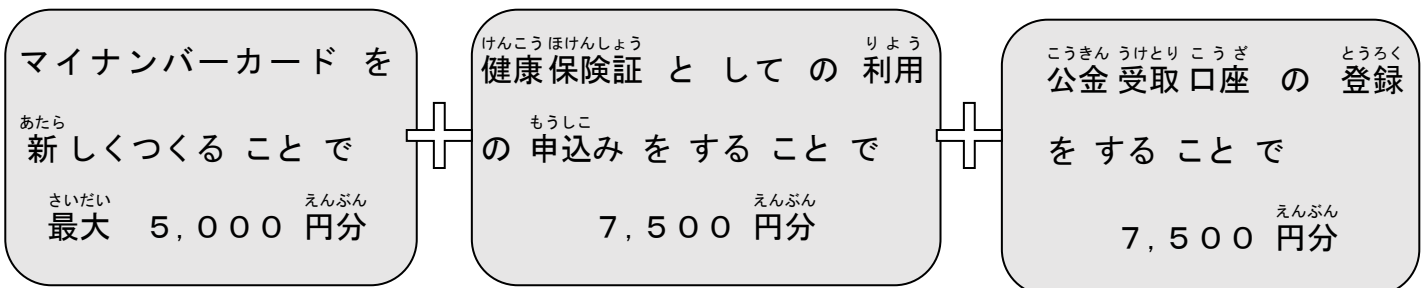 マイナンバーカード を
あたら
新しくつくる こと で
さいだい えんぶん
最大 5,000 円分
けんこう ほけんしょう りよう
健康保険証 と して の 利用
もうしこ
の 申込み を する こと で
えんぶん
7,500 円分
こうきん うけとり こうざ とうろく
公金 受取 口座 の 登録
を する こと で
えんぶん
7,500 円分